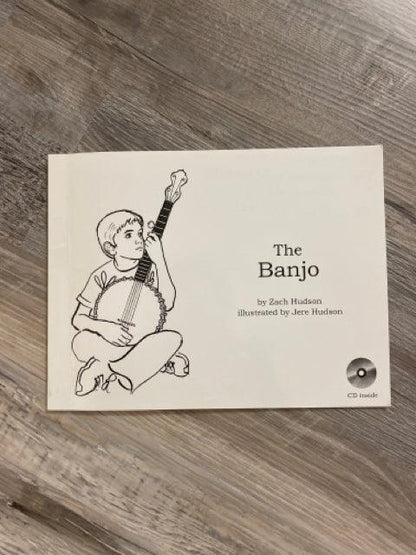 The
Banjo
by Zach Hudson
illustrated by Jere Hudson
CD inside